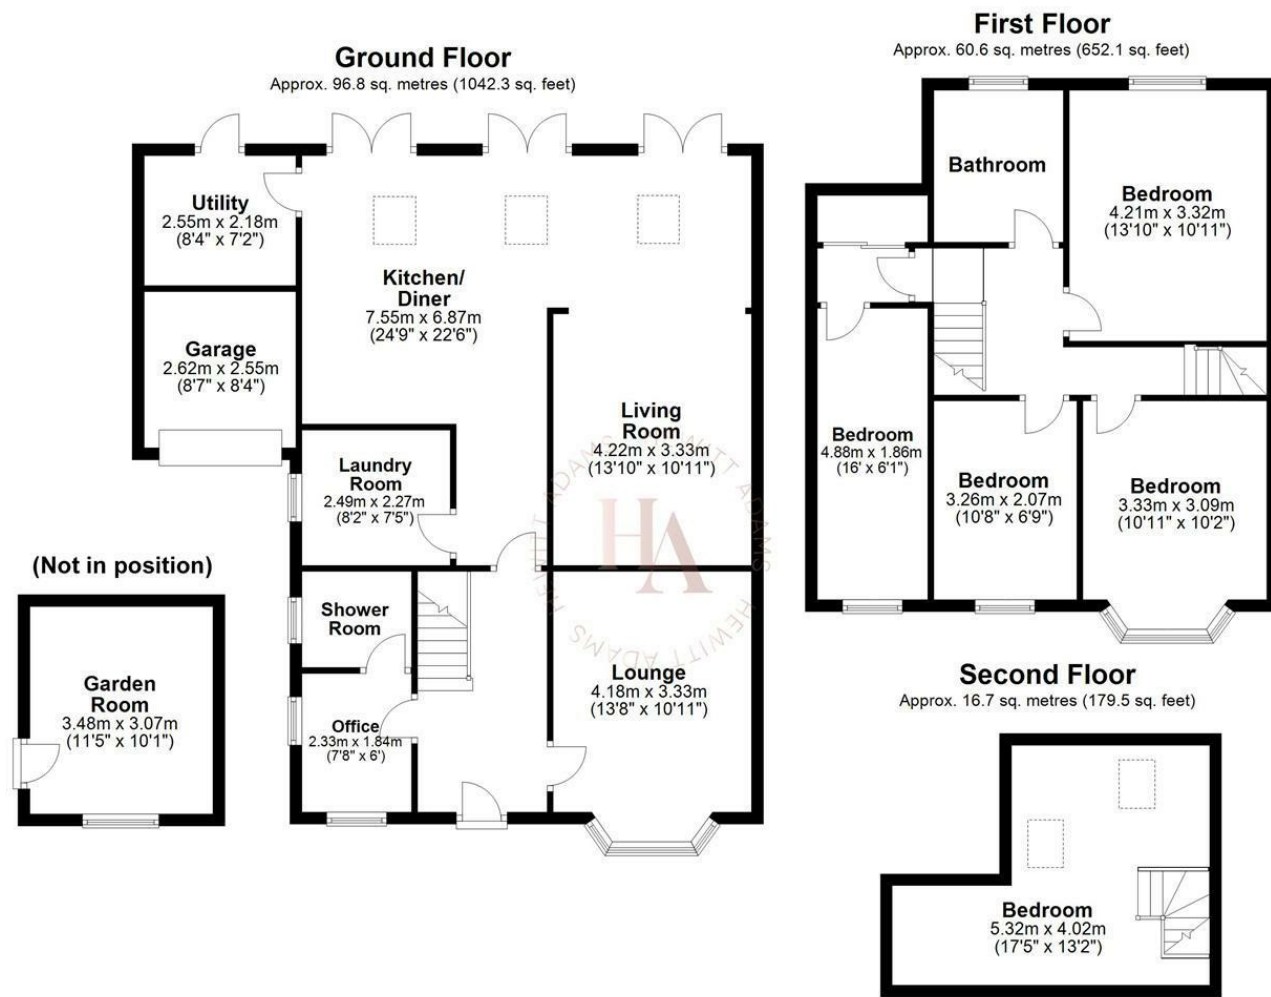 Ground Floor
Approx. 96.8 sq. metres (1042.3 sq. feet)
Utility
2.55m x 2.18m
(8'4" x 7'2")
Kitchen/
Diner
7.55m x 6.87m
(24'9" x 22'6")
Garage
2.62m x 2.55m
(8'7" x 8'4")
Living
Room
4.22m x 3.33m
(13'10" x 10'11")
Laundry
Room
2.49m x 2.27m
(8'2" x 7'5")
Shower
Room
Lounge
4.18m x 3.33m
(13'8" x 10'11")
Office
2.33m x 1.84m
(7'8" x 6')
(Not in position)
Garden
Room
3.48m x 3.07m
(11'5" x 10'1")
HEWITT ADAMS HEWITT ADAMS HEWITT ADAMS
HA
First Floor
Approx. 60.6 sq. metres (652.1 sq. feet)
Bathroom
Bedroom
4.21m x 3.32m
(13'10" x 10'11")
Bedroom
4.88m x 1.86m
(16' x 6'1")
Bedroom
3.26m x 2.07m
(10'8" x 6'9")
Bedroom
3.33m x 3.09m
(10'11" x 10'2")
Second Floor
Approx. 16.7 sq. metres (179.5 sq. feet)
Bedroom
5.32m x 4.02m
(17'5" x 13'2")